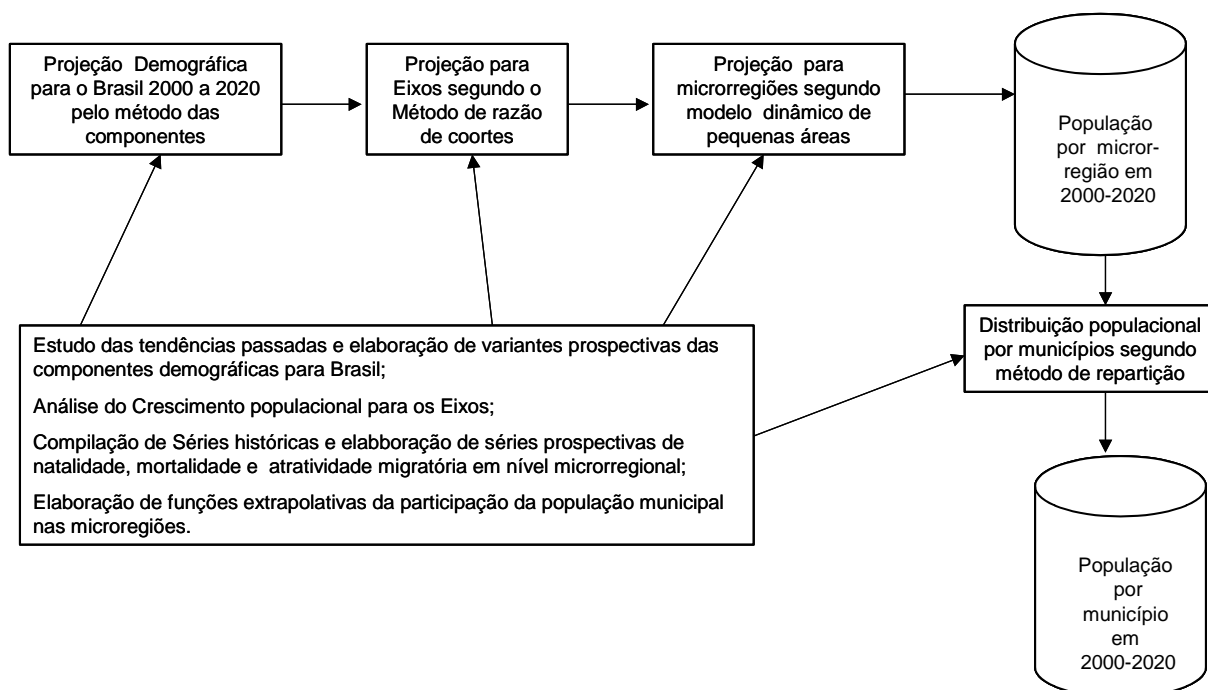 Projeção Demográfica
para o Brasil 2000 a 2020
pelo método das
componentes
Projeção para
Eixos segundo o
Método de razão
de coortes
Projeção para
microrregiões segundo
modelo dinâmico de
pequenas áreas
População
por micror-
região em
2000-2020
Estudo das tendências passadas e elaboração de variantes prospectivas das
componentes demográficas para Brasil;
Análise do Crescimento populacional para os Eixos;
Compilação de Séries históricas e elabboração de séries prospectivas de
natalidade, mortalidade e atratividade migratória em nível microrregional;
Elaboração de funções extrapolativas da participação da população municipal
nas microregiões.
Distribuição populacional
por municípios segundo
método de repartição
População
por
município
em
2000-2020